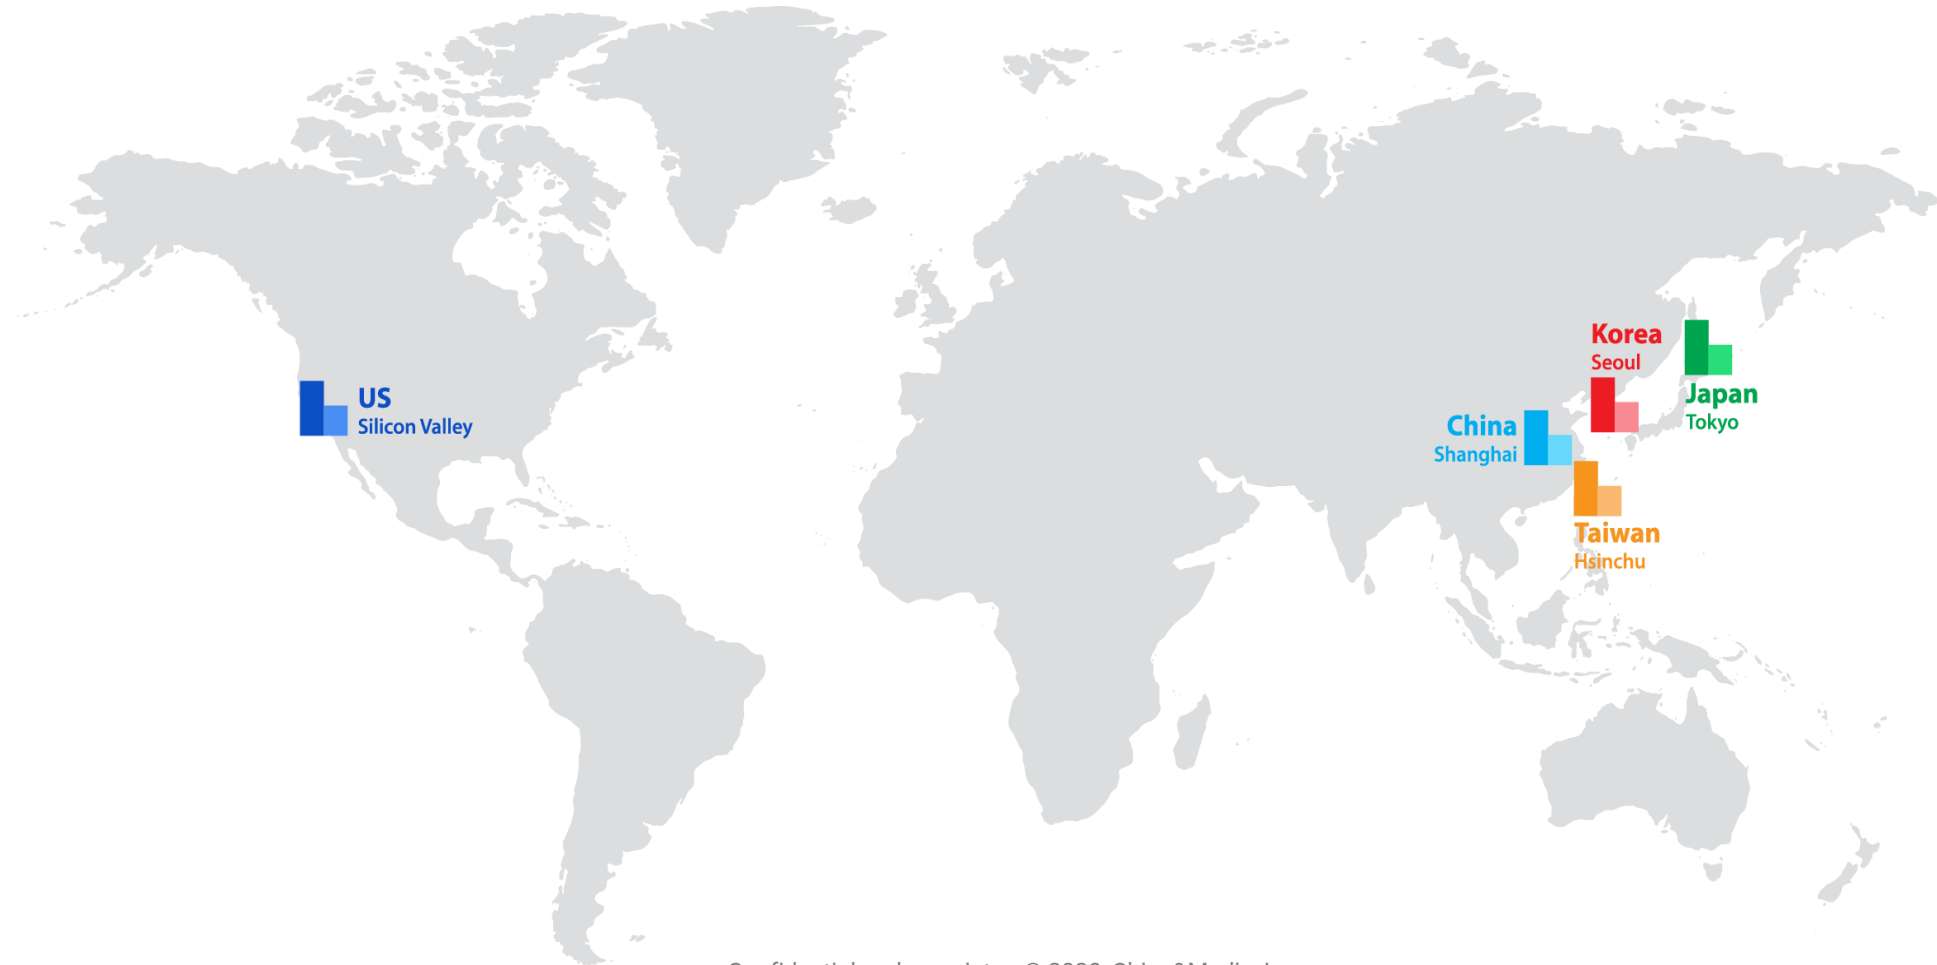 US
Silicon Valley
Korea
Seoul
Japan
Tokyo
China
Shanghai
Taiwan
Hsinchu